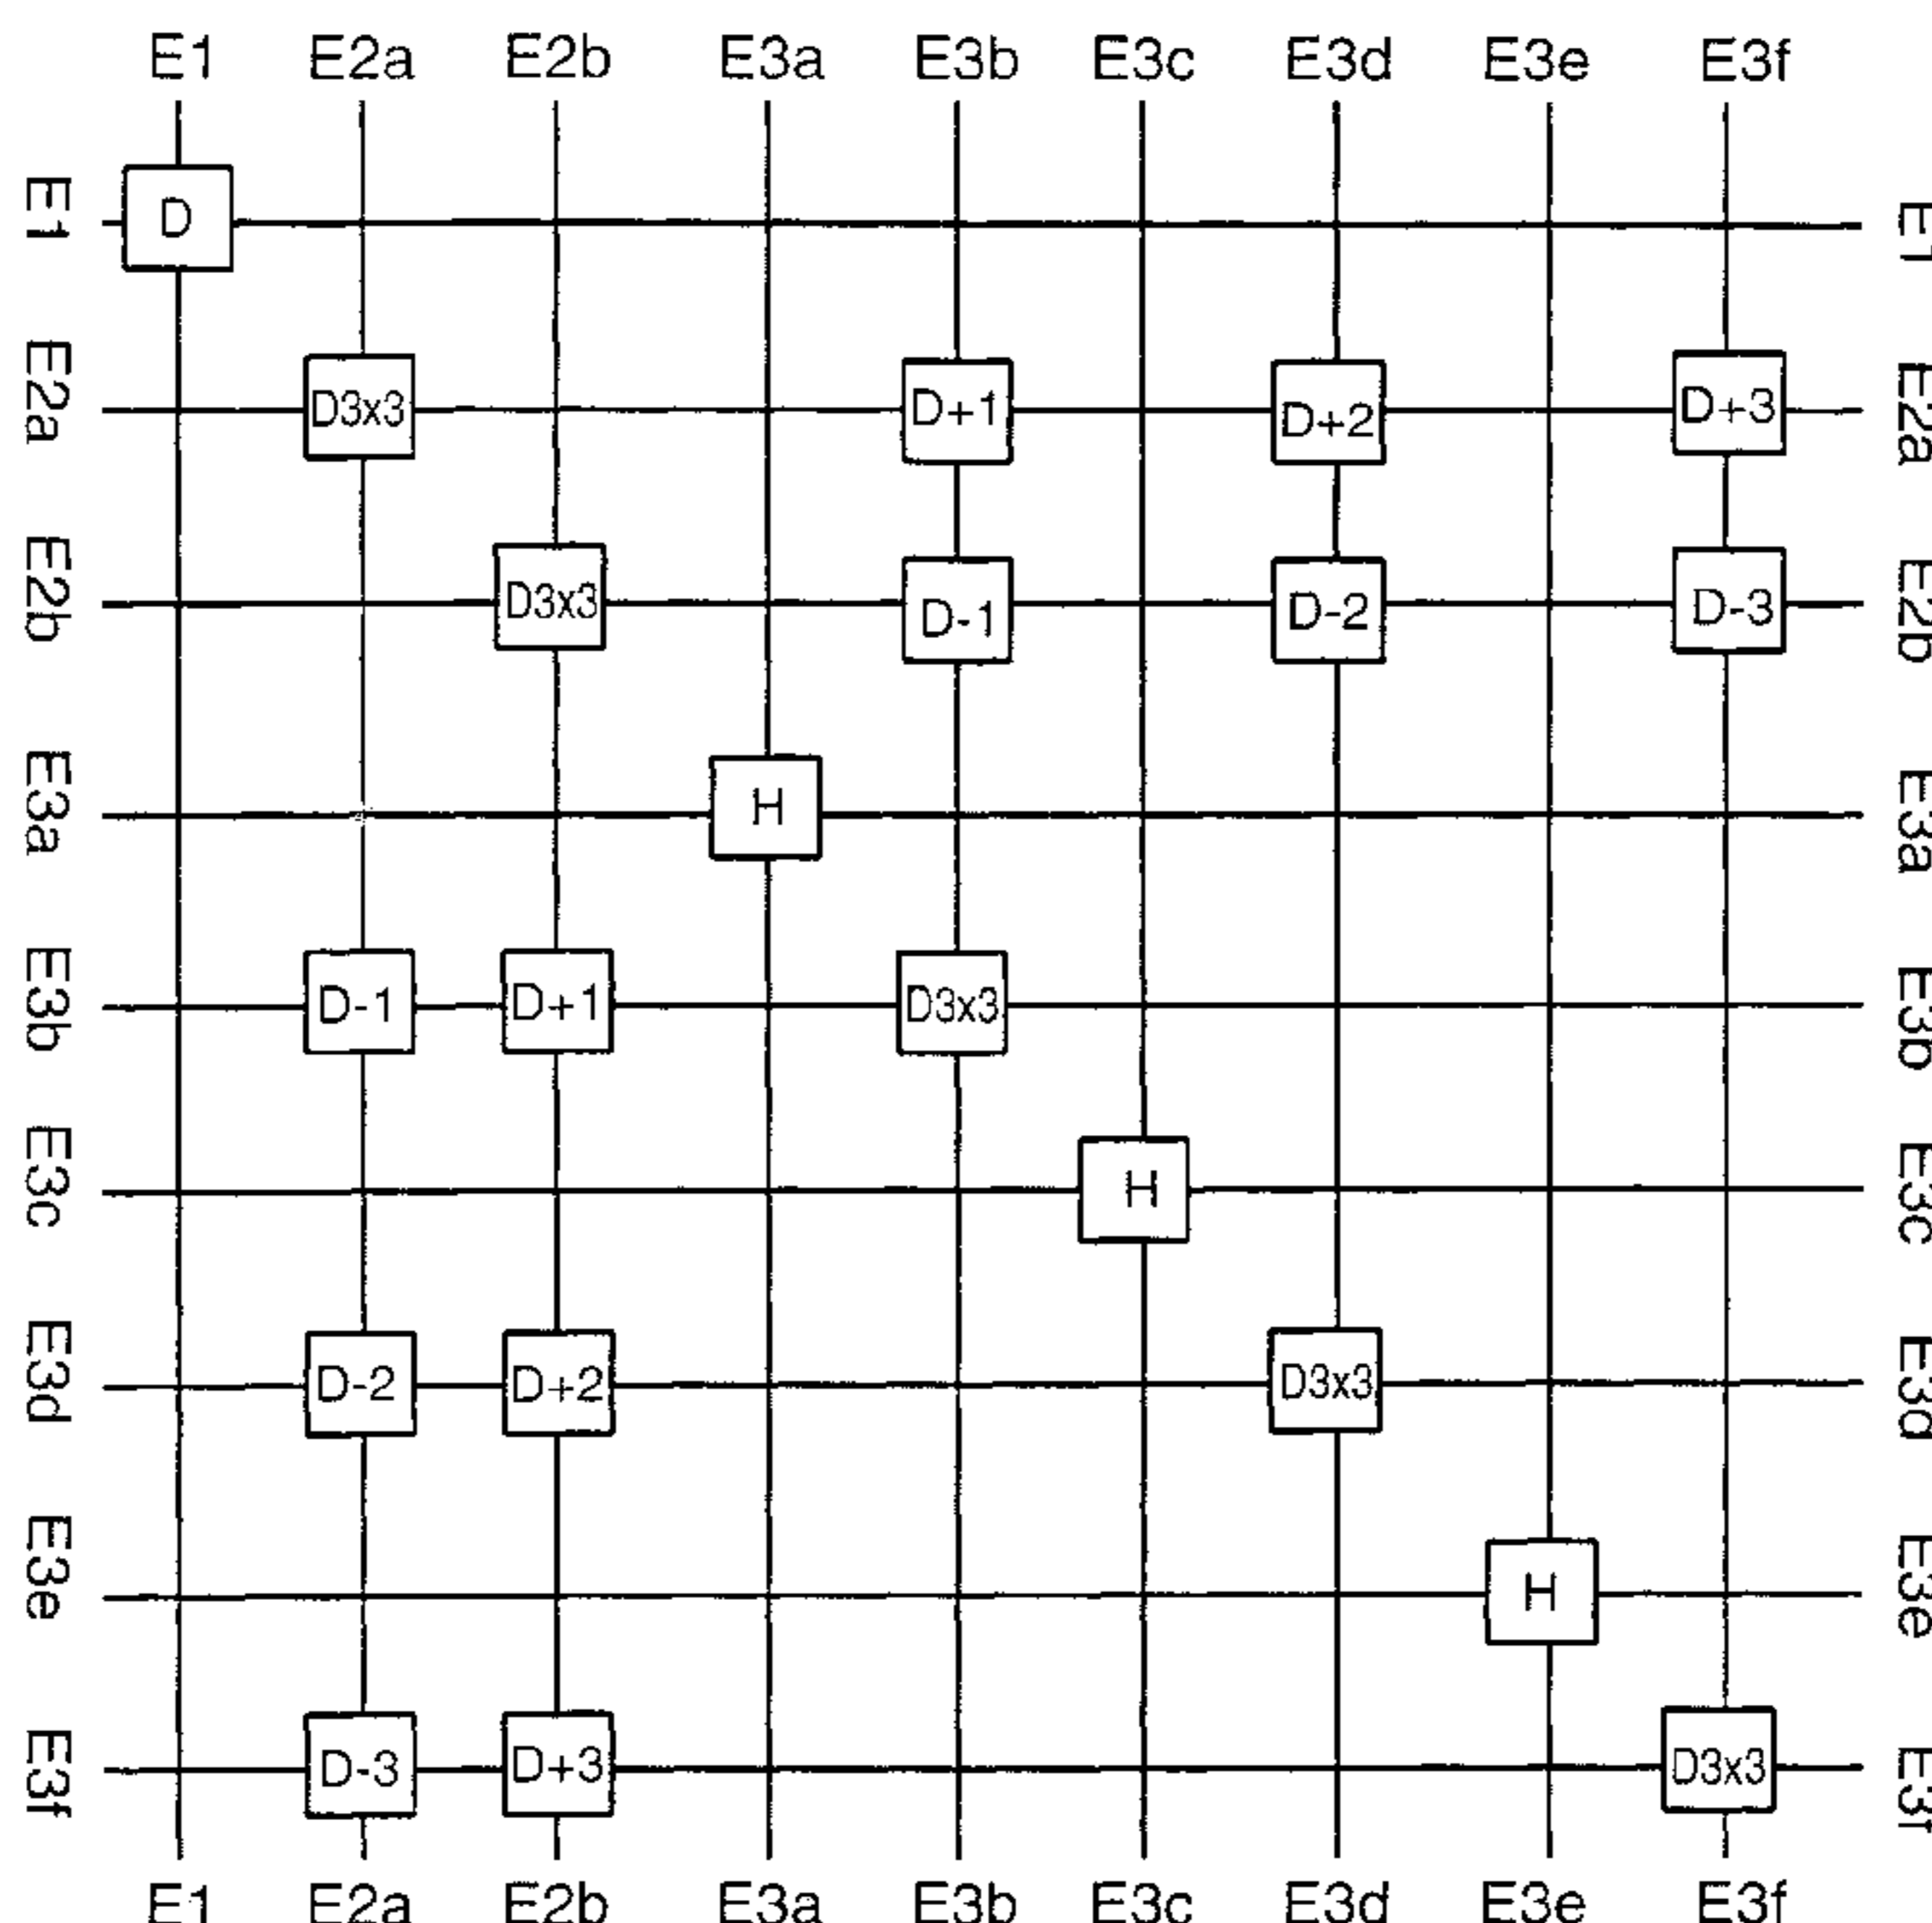 E1 E2a E2b E3a E3b E3c E3d E3e E3f
E1 D E1
E2a D3x3 D+1 D+2 D+3 E2a
E2b D3x3 D-1 D-2 D-3 E2b
E3a H E3a
E3b D-1 D+1 D3x3 E3b
E3c H E3c
E3d D-2 D+2 D3x3 E3d
E3e H E3e
E3f D-3 D+3 D3x3 E3f
E1 E2a E2b E3a E3b E3c E3d E3e E3f